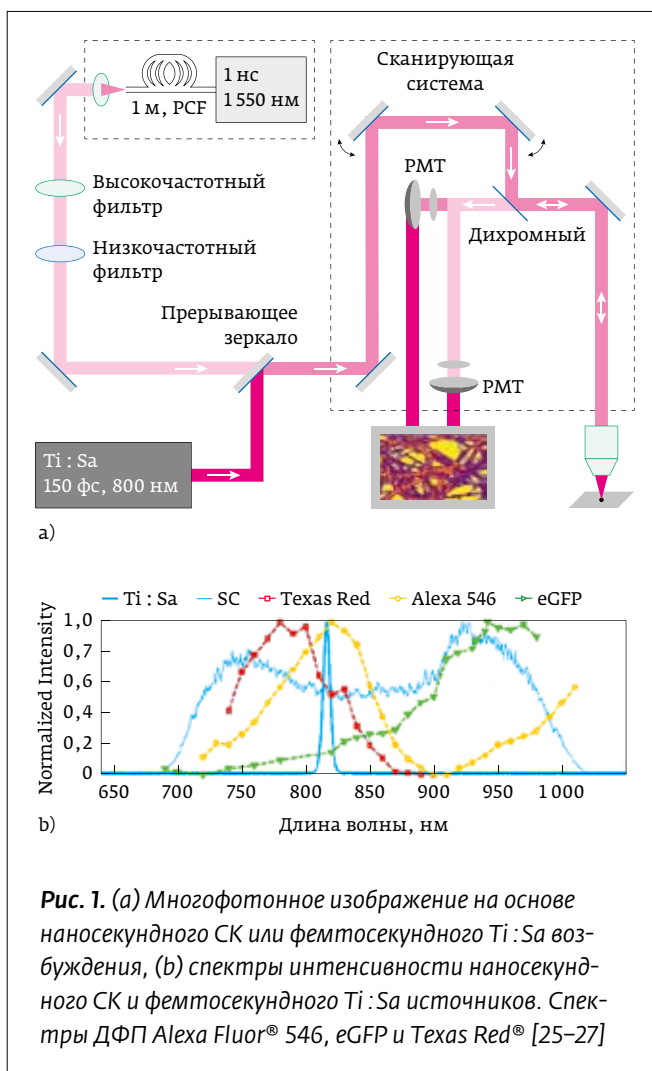 Сканирующая
система
1 нс
1 550 нм
1 м, PCF
PMT
Высокочастотный
фильтр
Дихромный
Низкочастотный
фильтр
Прерывающее
зеркало
PMT
Ti : Sa
150 фс, 800 нм
a)
Ti : Sa SC Texas Red Alexa 546 eGFP
Normalized Intensity
1,0
0,7
0,6
0,2
0
650 700 750 800 850 900 950 1 000
b)
Длина волны, нм
Рис. 1. (a) Многофотонное изображение на основе
наносекундного СК или фемтосекундного Ti : Sa воз-
буждения, (b) спектры интенсивности наносекунд-
ного СК и фемтосекундного Ti : Sa источников. Спек-
тры ДФП Alexa Fluor® 546, eGFP и Texas Red® [25–27]